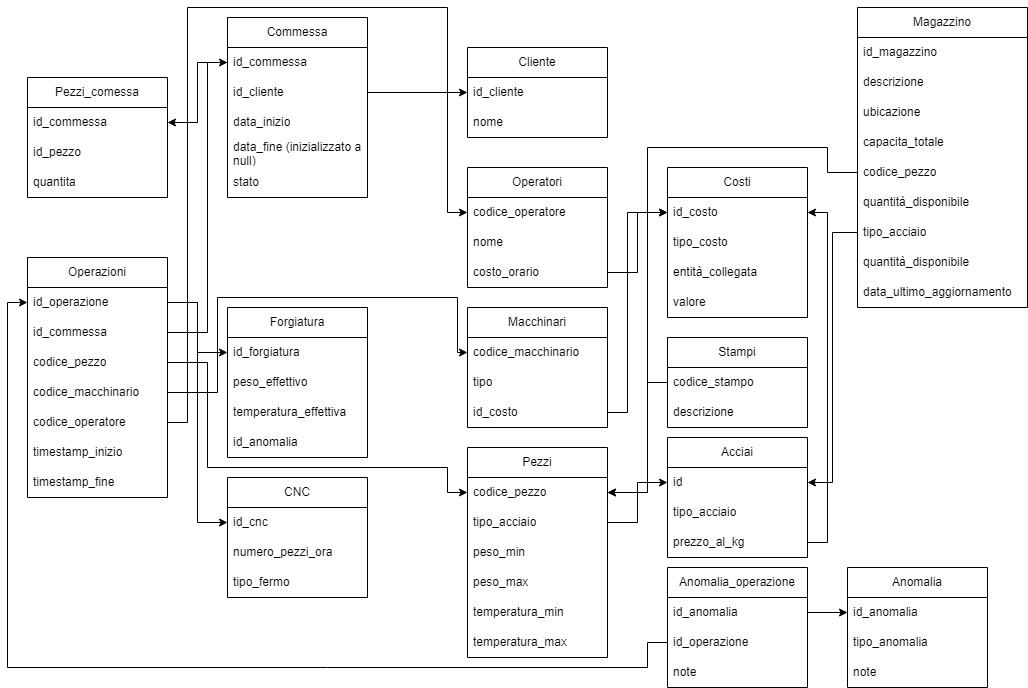 Pezzi_comessa
id_commessa
id_pezzo
quantita
Commessa
id_commessa
id_cliente
data_inizio
data_fine (inizializzato a
null)
stato
Cliente
id_cliente
nome
Magazzino
id_magazzino
descrizione
ubicazione
capacita_totale
codice_pezzo
quantità_disponibile
tipo_acciaio
quantità_disponibile
data_ultimo_aggiornamento
Operatori
codice_operatore
nome
costo_orario
Costi
id_costo
tipo_costo
entità_collegata
valore
Operazioni
id_operazione
id_commessa
codice_pezzo
codice_macchinario
codice_operatore
timestamp_inizio
timestamp_fine
Forgiatura
id_forgiatura
peso_effettivo
temperatura_effettiva
id_anomalia
Macchinari
codice_macchinario
tipo
id_costo
Stampi
codice_stampo
descrizione
CNC
id_cnc
numero_pezzi_ora
tipo_fermo
Pezzi
codice_pezzo
tipo_acciaio
peso_min
peso_max
temperatura_min
temperatura_max
Acciai
id
tipo_acciaio
prezzo_al_kg
Anomalia_operazione
id_anomalia
id_operazione
note
Anomalia
id_anomalia
tipo_anomalia
note